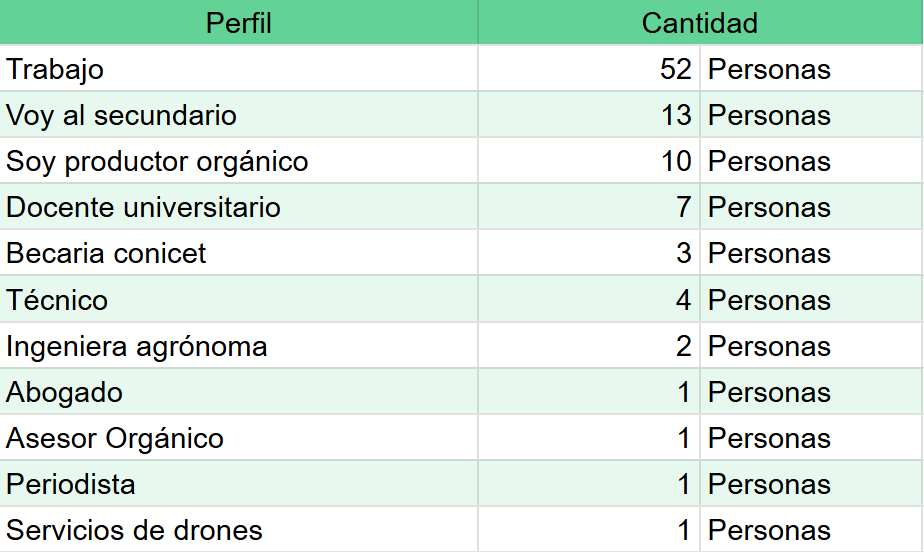 Perfil Cantidad
Trabajo 52 Personas
Voy al secundario 13 Personas
Soy productor orgánico 10 Personas
Docente universitario 7 Personas
Becaria conicet 3 Personas
Técnico 4 Personas
Ingeniera agrónoma 2 Personas
Abogado 1 Personas
Asesor Orgánico 1 Personas
Periodista 1 Personas
Servicios de drones 1 Personas